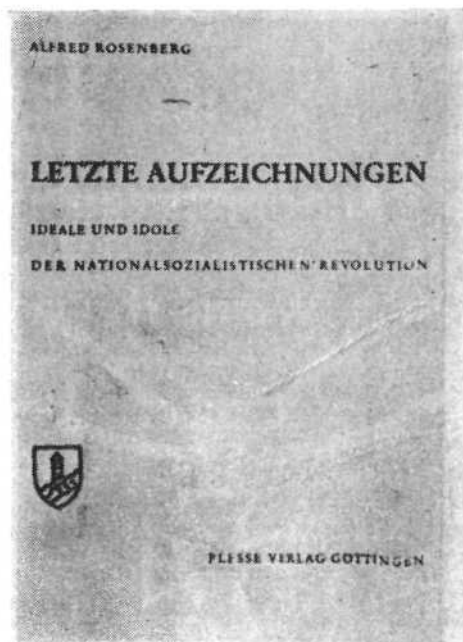 ALFRED ROSENBERG
LETZTE AUFZEICHNUNGEN
IDEALE UND IDOLE
DER NATIONALSOZIALISTISCHEN REVOLUTION
PLESSE VERLAG GÖTTINGEN